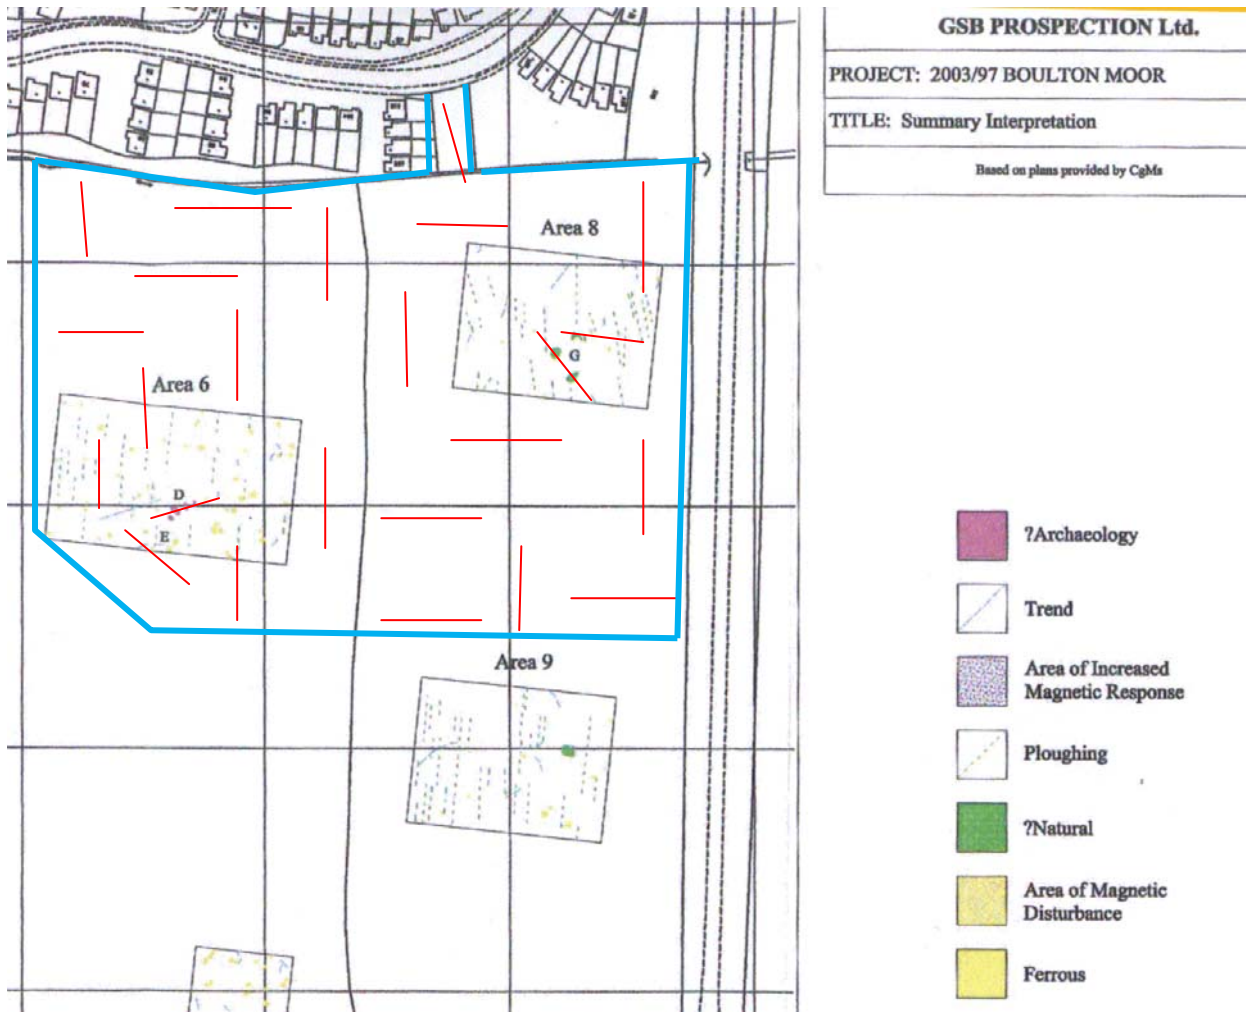 GSB PROSPECTION Ltd.
PROJECT: 2003/97 BOULTON MOOR
TITLE: Summary Interpretation
Based on plans provided by CgMs
Area 8
G
Area 6
D
E
Area 9
?Archaeology
Trend
Area of Increased
Magnetic Response
Ploughing
?Natural
Area of Magnetic
Disturbance
Ferrous